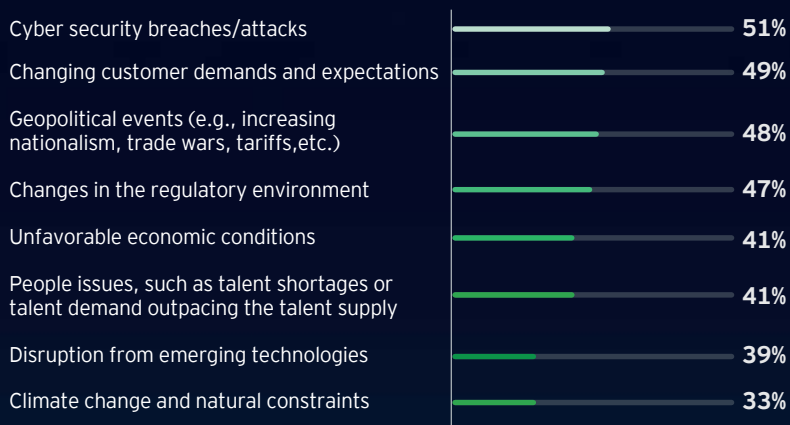 Cyber security breaches/attacks 51%
Changing customer demands and expectations 49%
Geopolitical events (e.g., increasing
nationalism, trade wars, tariffs,etc.) 48%
Changes in the regulatory environment 47%
Unfavorable economic conditions 41%
People issues, such as talent shortages or
talent demand outpacing the talent supply 41%
Disruption from emerging technologies 39%
Climate change and natural constraints 33%